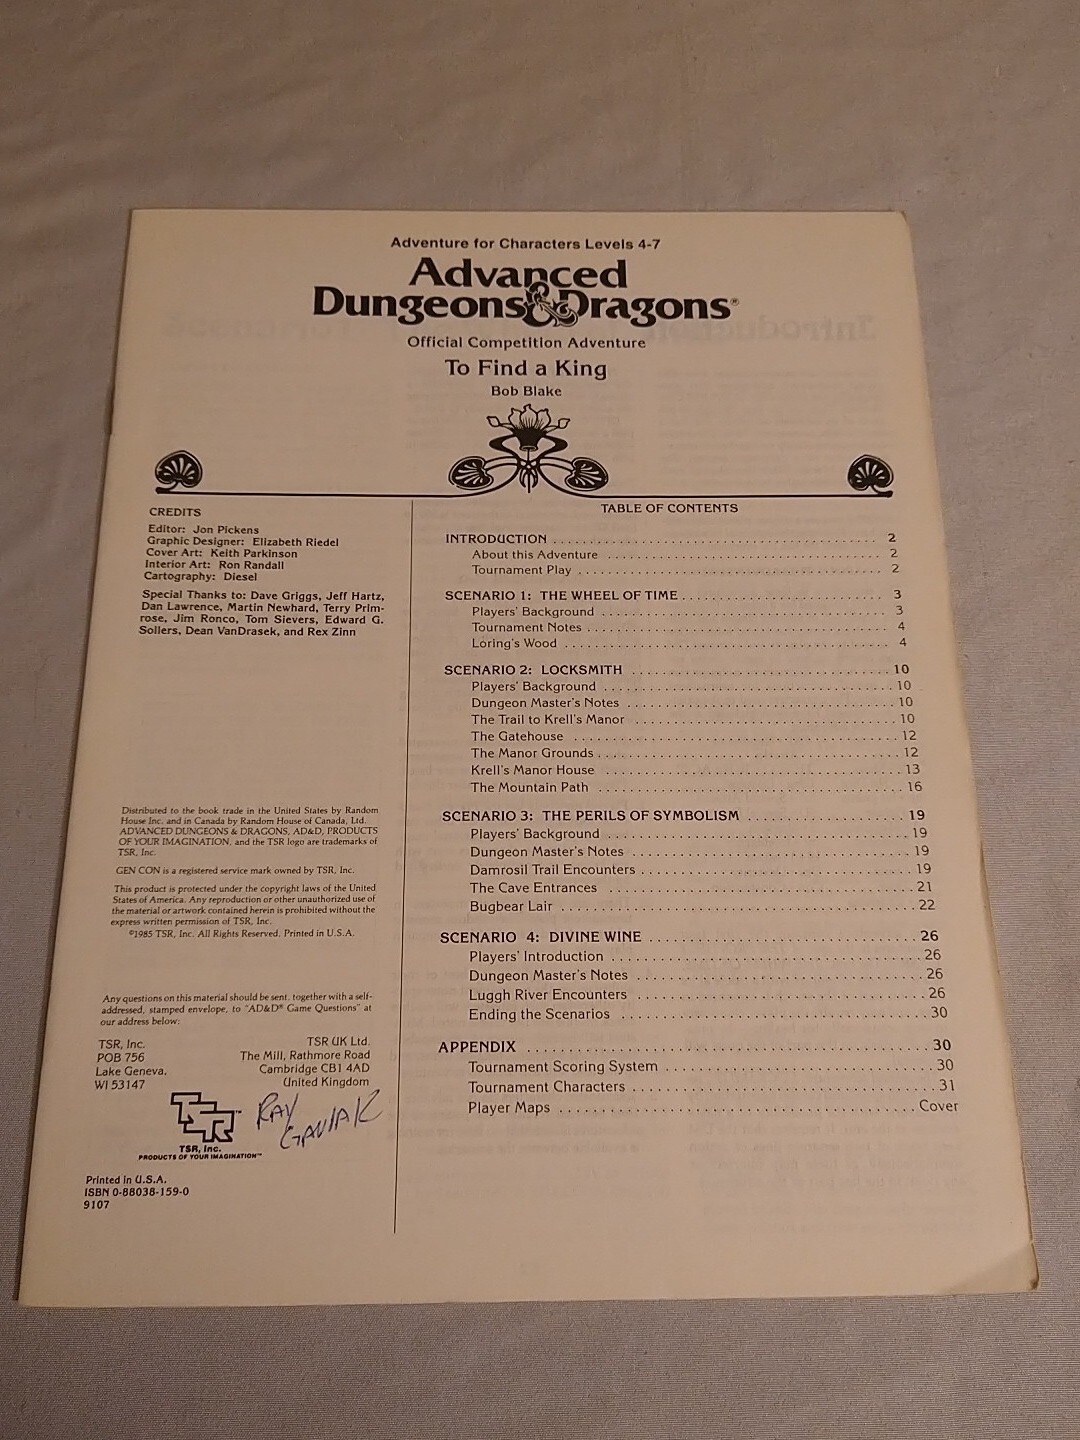 Adventure for Characters Levels 4-7
Advanced
Dungeons & Dragons®
Official Competition Adventure
To Find a King
Bob Blake
CREDITS
Editor: Jon Pickens
Graphic Designer: Elizabeth Riedel
Cover Art: Keith Parkinson
Interior Art: Ron Randall
Cartography: Diesel
Special Thanks to: Dave Griggs, Jeff Hartz,
Dan Lawrence, Martin Newhard, Terry Prim-
rose, Jim Ronco, Tom Sievers, Edward G.
Sollers, Dean VanDrasek, and Rex Zinn
Distributed to the book trade in the United States by Random
House Inc. and in Canada by Random House of Canada, Ltd.
ADVANCED DUNGEONS & DRAGONS, AD&D, PRODUCTS
OF YOUR IMAGINATION, and the TSR logo are trademarks of
TSR, Inc.
GEN CON is a registered service mark owned by TSR, Inc.
This product is protected under the copyright laws of the United
States of America. Any reproduction or other unauthorized use of
the material or artwork contained herein is prohibited without the
express written permission of TSR, Inc.
©1985 TSR, Inc. All Rights Reserved. Printed in U.S.A.
Any questions on this material should be sent, together with a self-
addressed, stamped envelope, to "AD&D® Game Questions" at
our address below:
TSR, Inc.
POB 756
Lake Geneva,
WI 53147
TSR UK Ltd.
The Mill, Rathmore Road
Cambridge CB1 4AD
United Kingdom
TSR™
TSR, Inc.
PRODUCTS OF YOUR IMAGINATION™
RAY
Printed in U.S.A.
ISBN 0-88038-159-0
9107
TABLE OF CONTENTS
INTRODUCTION 2
About this Adventure 2
Tournament Play 2
SCENARIO 1: THE WHEEL OF TIME 3
Players' Background 3
Tournament Notes 4
Loring's Wood 4
SCENARIO 2: LOCKSMITH 10
Players' Background 10
Dungeon Master's Notes 10
The Trail to Krell's Manor 10
The Gatehouse 12
The Manor Grounds 12
Krell's Manor House 13
The Mountain Path 16
SCENARIO 3: THE PERILS OF SYMBOLISM 19
Players' Background 19
Dungeon Master's Notes 19
Damrosil Trail Encounters 19
The Cave Entrances 21
Bugbear Lair 22
SCENARIO 4: DIVINE WINE 26
Players' Introduction 26
Dungeon Master's Notes 26
Luggh River Encounters 26
Ending the Scenarios 30
APPENDIX 30
Tournament Scoring System 30
Tournament Characters 31
Player Maps Cover